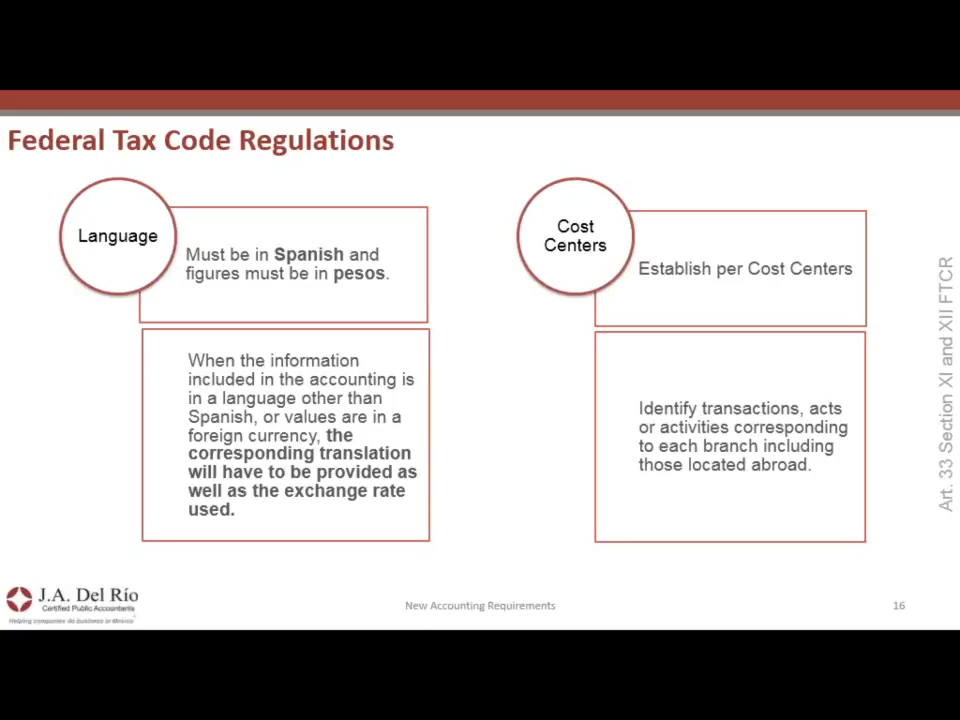 Federal Tax Code Regulations
Language
Must be in Spanish and
figures must be in pesos.
When the information
included in the accounting is
in a language other than
Spanish, or values are in a
foreign currency, the
corresponding translation
will have to be provided as
well as the exchange rate
used.
Cost
Centers
Establish per Cost Centers
Identify transactions, acts
or activities corresponding
to each branch including
those located abroad.
Art. 33 Section XI and XII FTCR
J.A. Del Río
Certified Public Accountants
Helping companies do business in Mexico
New Accounting Requirements
16